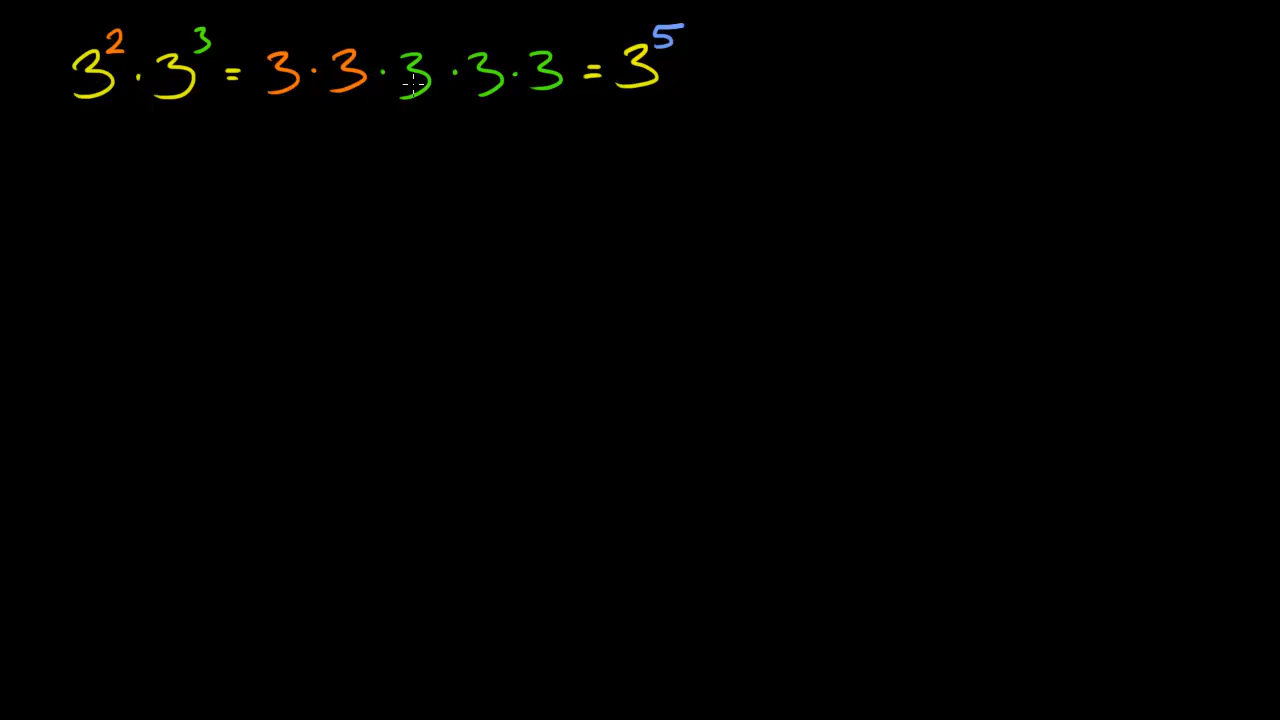 3² · 3³ = 3 · 3 · 3 · 3 · 3 = 3⁵